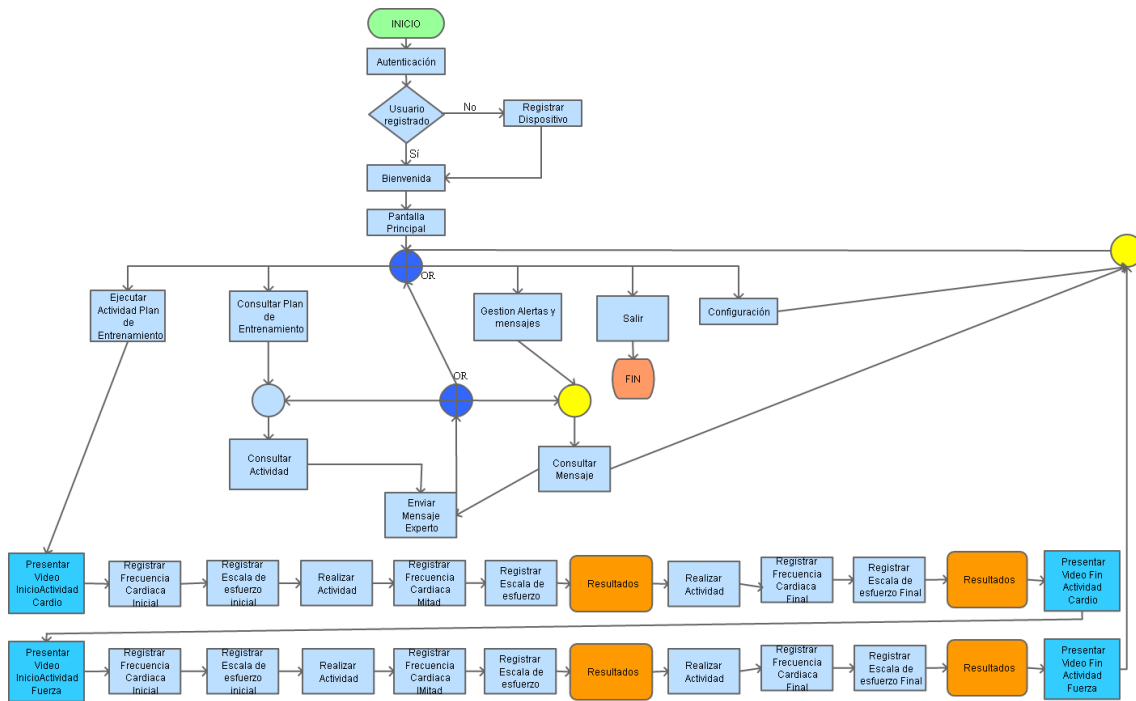 INICIO
Autenticación
Usuario
registrado
No
Registrar
Dispositivo
Sí
Bienvenida
Pantalla
Principal
OR
Ejecutar
Actividad Plan
de
Entrenamiento
Consultar Plan
de
Entrenamiento
Gestion Alertas y
mensajes
Salir
Configuración
FIN
OR
Consultar
Actividad
Consultar
Mensaje
Enviar
Mensaje
Experto
Presentar
Video
InicioActividad
Cardio
Registrar
Frecuencia
Cardiaca
Inicial
Registrar
Escala de
esfuerzo
inicial
Realizar
Actividad
Registrar
Frecuencia
Cardiaca
Mitad
Registrar
Escala de
esfuerzo
Resultados
Realizar
Actividad
Registrar
Frecuencia
Cardiaca
Final
Registrar
Escala de
esfuerzo Final
Resultados
Presentar
Video Fin
Actividad
Cardio
Presentar
Video
InicioActividad
Fuerza
Registrar
Frecuencia
Cardiaca
Inicial
Registrar
Escala de
esfuerzo
inicial
Realizar
Actividad
Registrar
Frecuencia
Cardiaca
lMitad
Registrar
Escala de
esfuerzo
Resultados
Realizar
Actividad
Registrar
Frecuencia
Cardiaca
Final
Registrar
Escala de
esfuerzo Final
Resultados
Presentar
Video Fin
Actividad
Fuerza